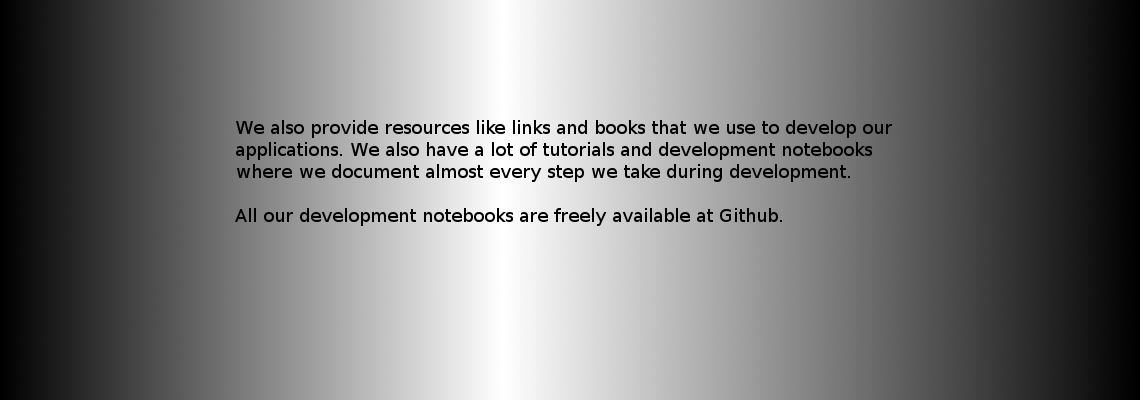 We also provide resources like links and books that we use to develop our
applications. We also have a lot of tutorials and development notebooks
where we document almost every step we take during development.
All our development notebooks are freely available at Github.